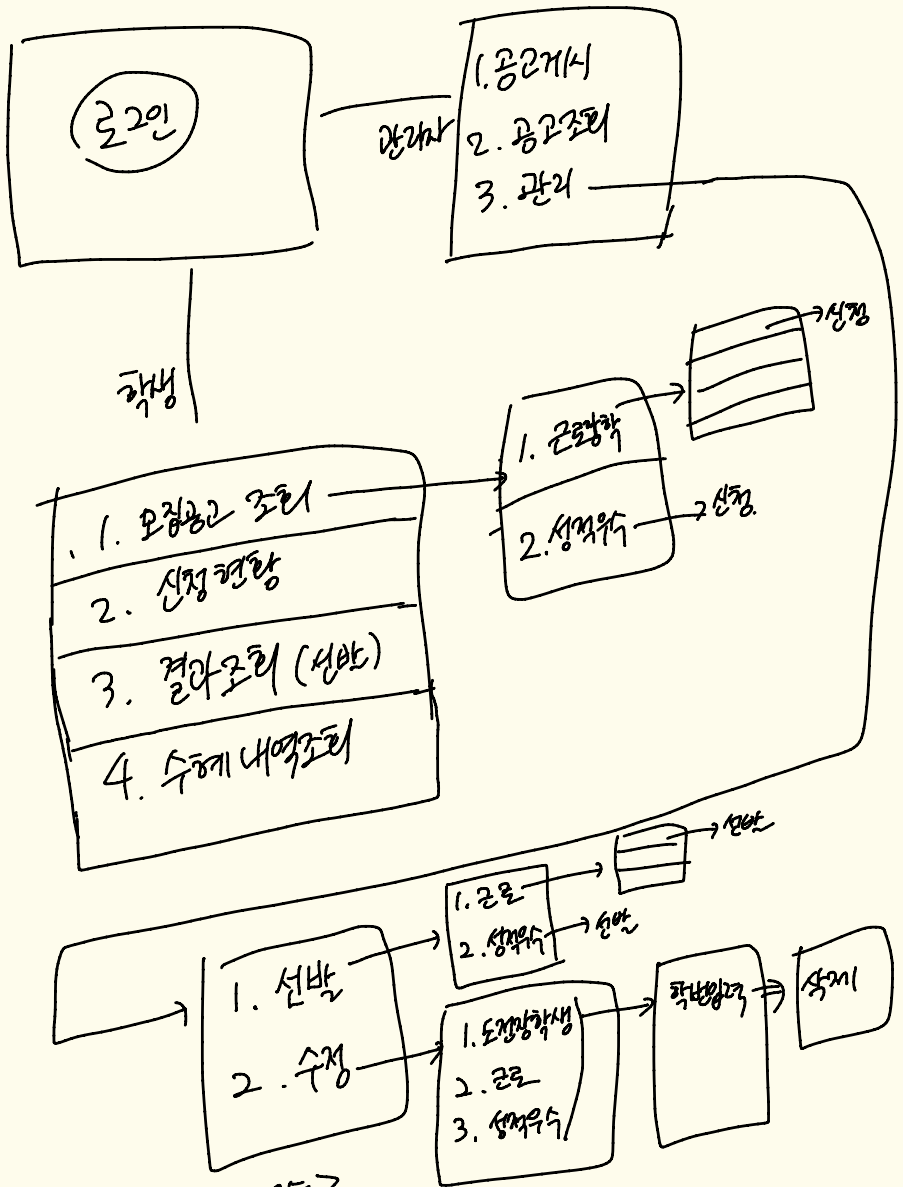 로그인
관리자
1. 공고게시
2. 공고조회
3. 관리
학생
신청
1. 근로장학
2. 성적우수
신청
1. 모집공고 조회
2. 신청현황
3. 결과조회 (선발)
4. 수혜내역조회
선발
1. 근로
2. 성적우수
선발
1. 선발
2. 수정
1. 도전장학생
2. 근로
3. 성적우수
학번입력
삭제